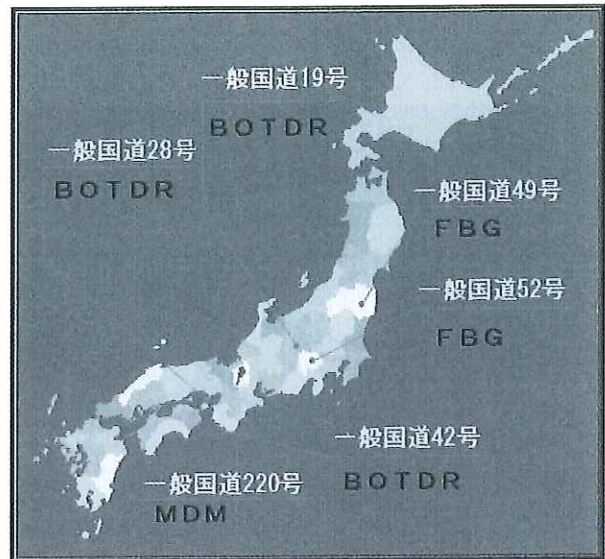 一般国道19号
BOTDR
一般国道28号
BOTDR
一般国道49号
FBG
一般国道52号
FBG
一般国道42号
BOTDR
一般国道220号
MDM